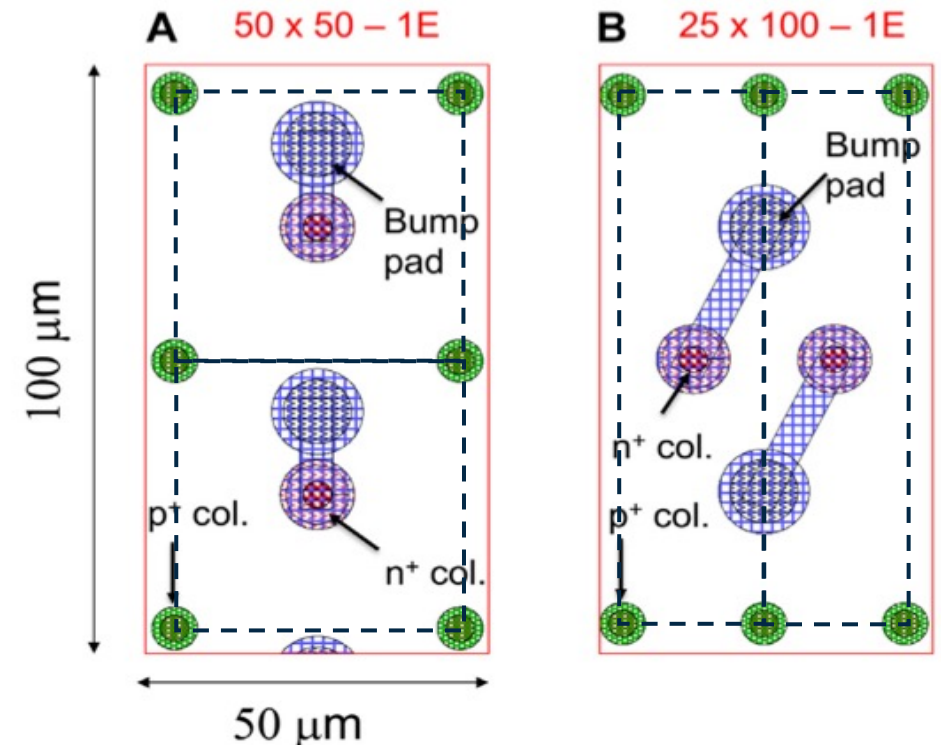 A 50 x 50 – 1E
100 μm
Bump
pad
p⁺ col.
n⁺ col.
50 μm
B 25 x 100 – 1E
Bump
pad
n⁺ col.
p⁺ col.